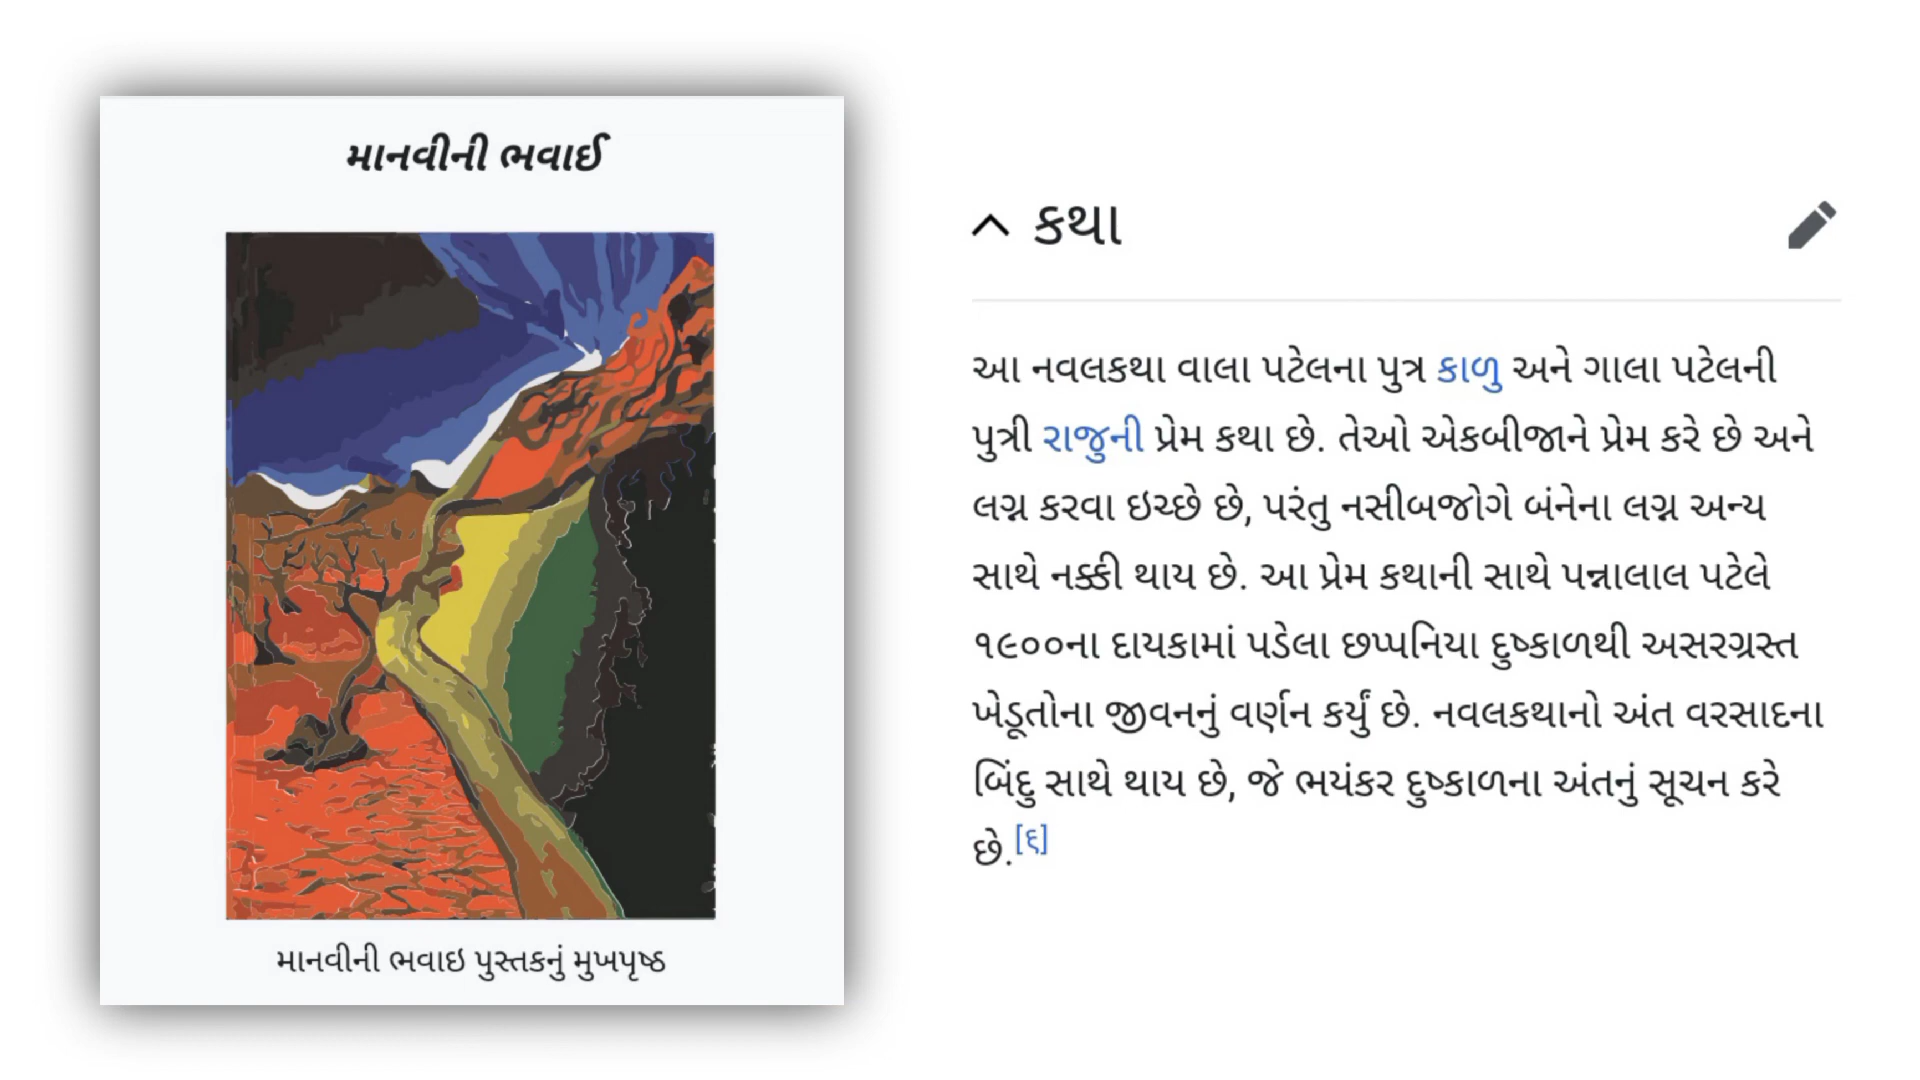 માનવીની ભવાઈ
માનવીની ભવાઇ પુસ્તકનું મુખપૃષ્ઠ
કથા
આ નવલકથા વાલા પટેલના પુત્ર કાળુ અને ગાલા પટેલની
પુત્રી રાજુની પ્રેમ કથા છે. તેઓ એકબીજાને પ્રેમ કરે છે અને
લગ્ન કરવા ઇચ્છે છે, પરંતુ નસીબજોગે બંનેના લગ્ન અન્ય
સાથે નક્કી થાય છે. આ પ્રેમ કથાની સાથે પન્નાલાલ પટેલે
૧૯૦૦ના દાયકામાં પડેલા છપ્પનિયા દુષ્કાળથી અસરગ્રસ્ત
ખેડૂતોના જીવનનું વર્ણન કર્યું છે. નવલકથાનો અંત વરસાદના
બિંદુ સાથે થાય છે, જે ભયંકર દુષ્કાળના અંતનું સૂચન કરે
છે.[૬]